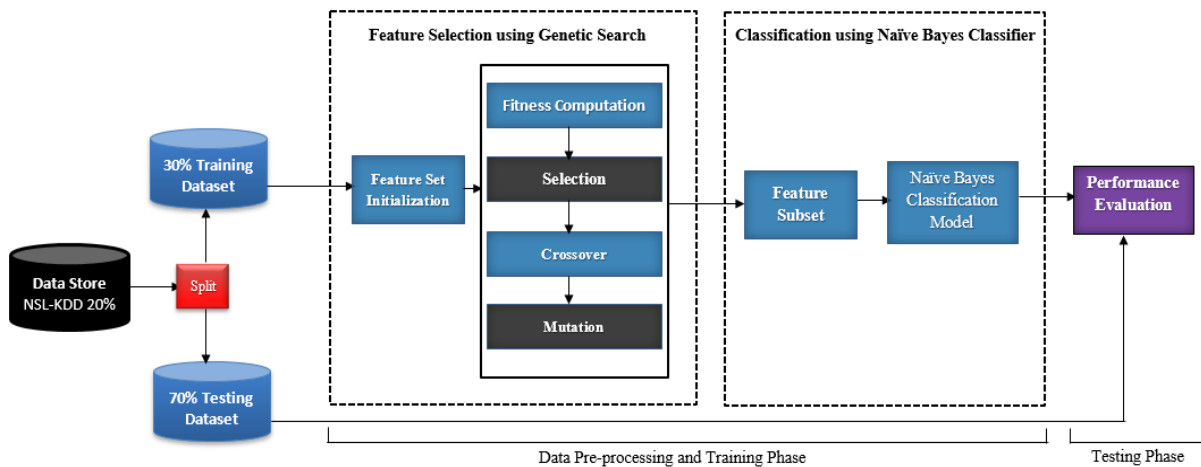 Feature Selection using Genetic Search
Classification using Naïve Bayes Classifier
Fitness Computation
30% Training
Dataset
Feature Set
Initialization
Selection
Feature
Subset
Naïve Bayes
Classification
Model
Performance
Evaluation
Crossover
Data Store
NSL-KDD 20%
Split
Mutation
70% Testing
Dataset
Data Pre-processing and Training Phase
Testing Phase